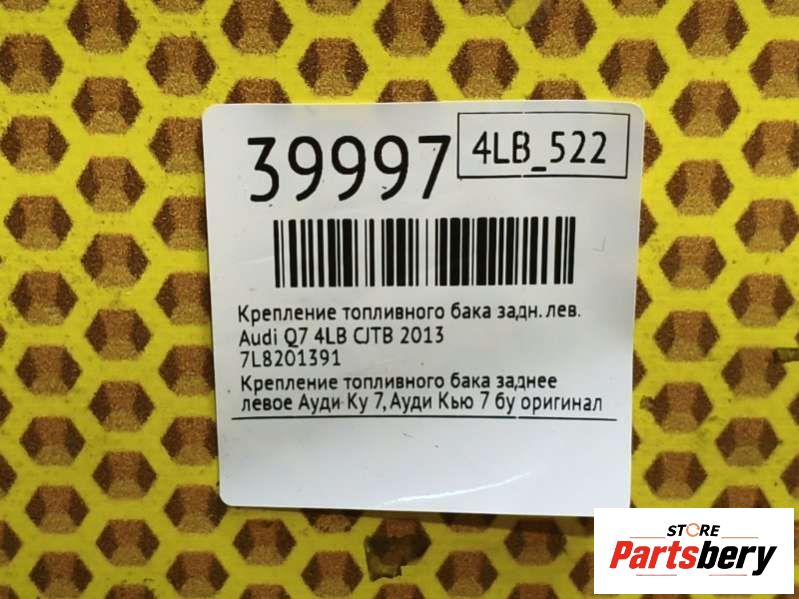 39997
4LB_522
Крепление топливного бака задн. лев.
Audi Q7 4LB CJTB 2013
7L8201391
Крепление топливного бака заднее
левое Ауди Ку 7, Ауди Кью 7 бу оригинал
STORE
Partsbery